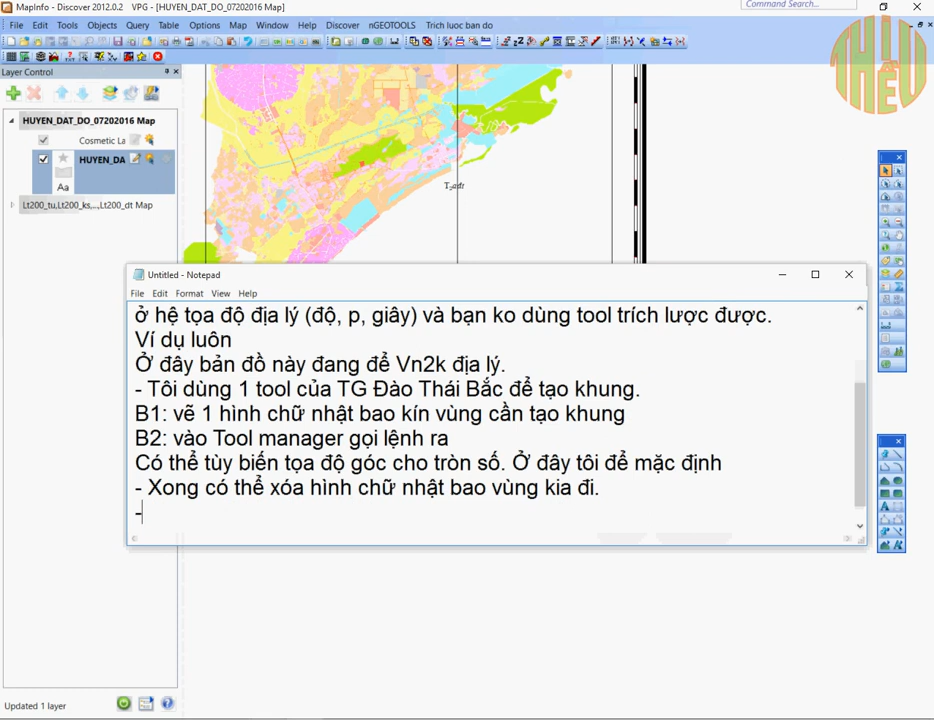 MapInfo - Discover 2012.0.2 VPG - [HUYEN_DAT_DO_07202016 Map]
Command Search...
File Edit Tools Objects Query Table Options Map Window Help Discover nGEOTOOLS Trich luoc ban do
THIỀU
Layer Control
HUYEN_DAT_DO_07202016 Map
Cosmetic La
HUYEN_DA
Aa
Lt200_tu,Lt200_ks,...,Lt200_dt Map
Untitled - Notepad
File Edit Format View Help
ở hệ tọa độ địa lý (độ, p, giây) và bạn ko dùng tool trích lược được.
Ví dụ luôn
Ở đây bản đồ này đang để Vn2k địa lý.
- Tôi dùng 1 tool của TG Đào Thái Bắc để tạo khung.
B1: vẽ 1 hình chữ nhật bao kín vùng cần tạo khung
B2: vào Tool manager gọi lệnh ra
Có thể tùy biến tọa độ góc cho tròn số. Ở đây tôi để mặc định
- Xong có thể xóa hình chữ nhật bao vùng kia đi.
-
Updated 1 layer